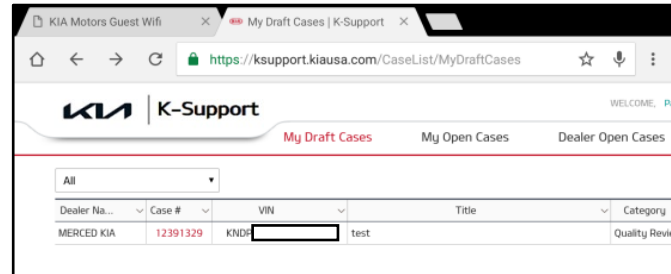 KIA Motors Guest Wifi
My Draft Cases | K-Support
https://ksupport.kiausa.com/CaseList/MyDraftCases
KIA K-Support
WELCOME,
My Draft Cases My Open Cases Dealer Open Cases
All
Dealer Na... Case # VIN Title Category
MERCED KIA 12391329 KNDP test Quality Revi